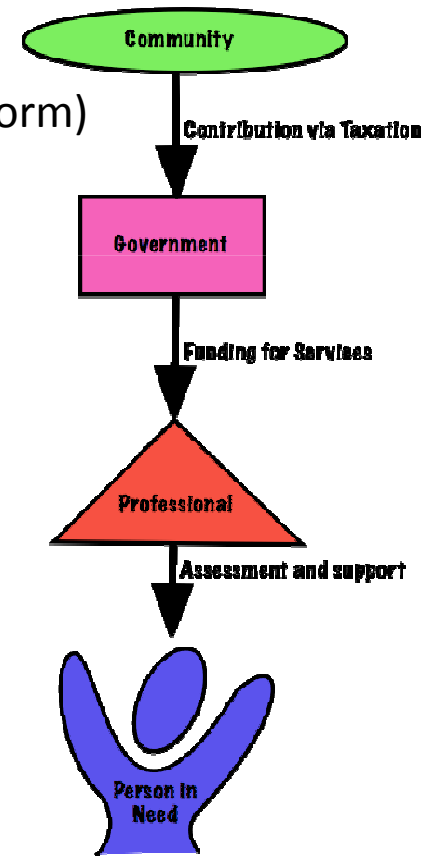 Community
orm)
Contribution via Taxation
Government
Funding for Services
Professional
Assessment and support
Person in
Need